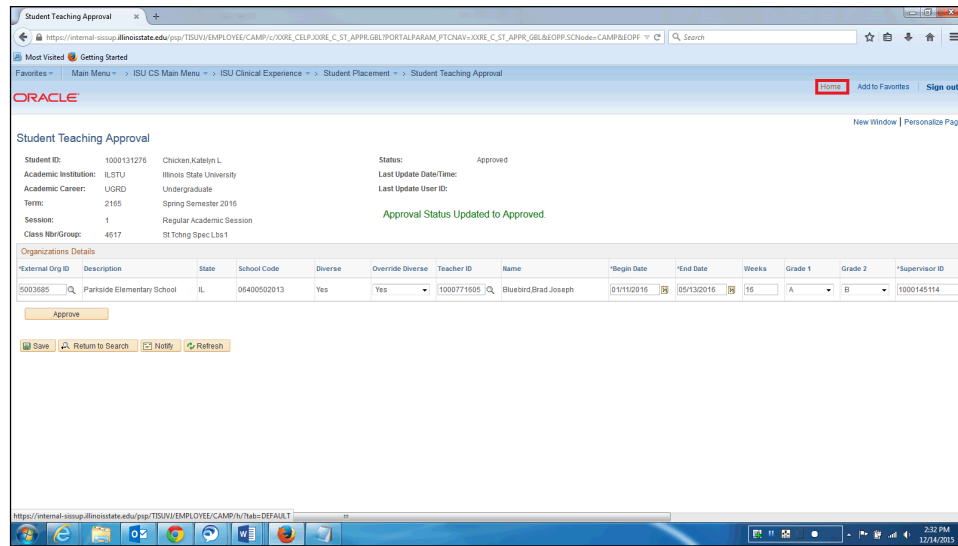 Student Teaching Approval × +
https://internal-sissup.illinoisstate.edu/psp/TISUVJ/EMPLOYEE/CAMP/c/XXRE_CELP.XXRE_C_ST_APPR.GBL?PORTALPARAM_PTCNAV=XXRE_C_ST_APPR_GBL&EOPP.SCNode=CAMP&EOPF Search
Most Visited Getting Started
Favorites Main Menu > ISU CS Main Menu > ISU Clinical Experience > Student Placement > Student Teaching Approval
Home Add to Favorites Sign out
ORACLE
New Window | Personalize Pag
Student Teaching Approval
Student ID: 1000131276 Chicken,Katelyn L Status: Approved
Academic Institution: ILSTU Illinois State University Last Update Date/Time:
Academic Career: UGRD Undergraduate Last Update User ID:
Term: 2165 Spring Semester 2016
Approval Status Updated to Approved.
Session: 1 Regular Academic Session
Class Nbr/Group: 4617 St Tchng Spec Lbs1
Organizations Details
*External Org ID Description State School Code Diverse Override Diverse Teacher ID Name *Begin Date *End Date Weeks Grade 1 Grade 2 *Supervisor ID
5003685 Parkside Elementary School IL 06400502013 Yes Yes 1000771605 Bluebird,Brad Joseph 01/11/2016 05/13/2016 16 A B 1000145114
Approve
Save Return to Search Notify Refresh
https://internal-sissup.illinoisstate.edu/psp/TISUVJ/EMPLOYEE/CAMP/h/?tab=DEFAULT
2:32 PM
12/14/2015